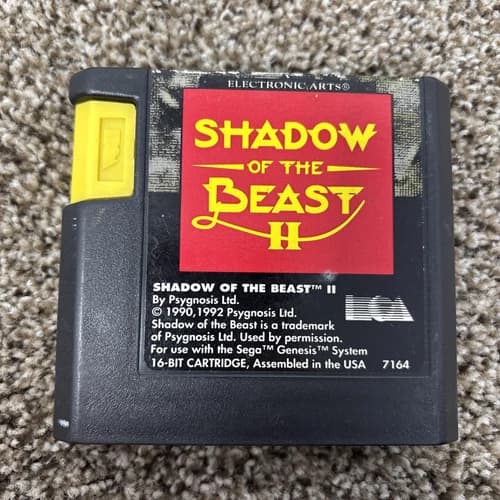 ELECTRONIC ARTS®
SHADOW
OF THE
BEAST
II
SHADOW OF THE BEAST™ II
By Psygnosis Ltd.
© 1990,1992 Psygnosis Ltd.
Shadow of the Beast is a trademark
of Psygnosis Ltd. Used by permission.
For use with the Sega™ Genesis™ System
16-BIT CARTRIDGE, Assembled in the USA 7164